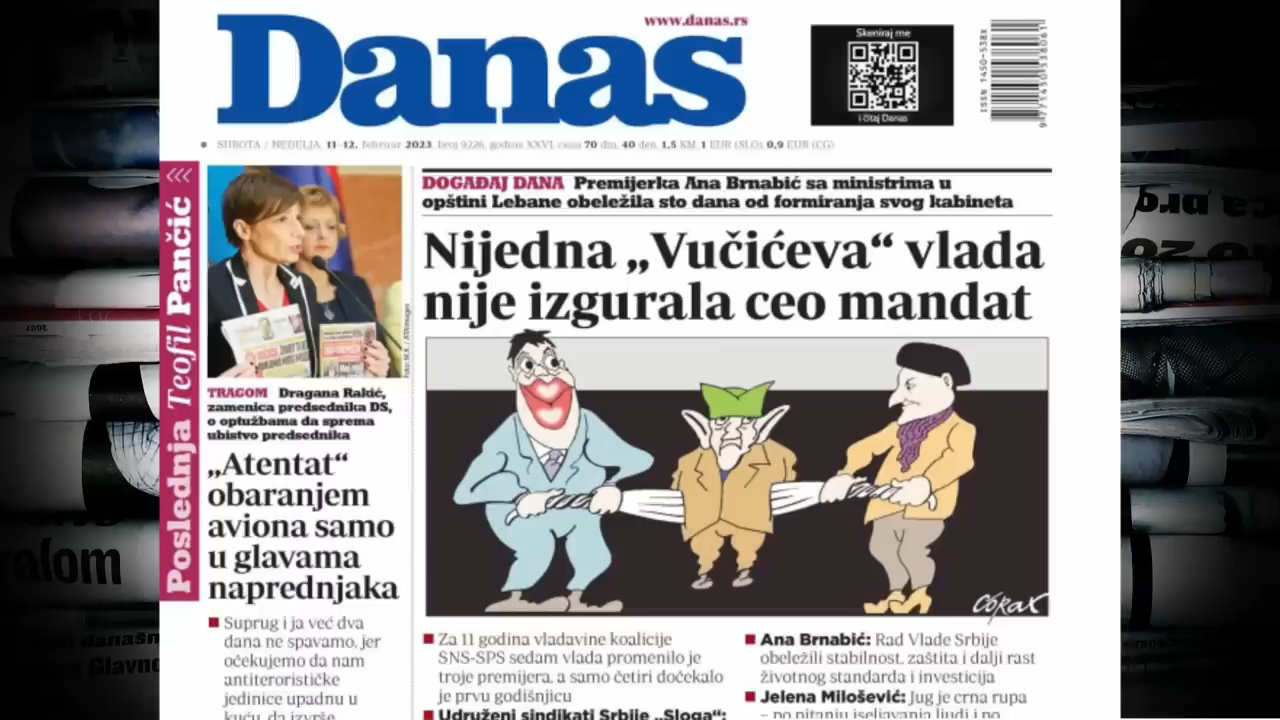 www.danas.rs
Danas
Skeniraj me
i čitaj Danas
ISSN 1450-538X
9771450538061
SUBOTA / NEDELJA, 11-12. februar 2023, broj 9226, godina XXVI, cena 70 din, 40 den, 1,5 KM, 1 EUR (SLO), 0,9 EUR (CG)
Poslednja Teofil Pančić
DOGAĐAJ DANA Premijerka Ana Brnabić sa ministrima u
opštini Lebane obeležila sto dana od formiranja svog kabineta
Nijedna „Vučićeva“ vlada
nije izgurala ceo mandat
TRAGOM Dragana Rakić,
zamenica predsednika DS,
o optužbama da sprema
ubistvo predsednika
„Atentat“
obaranjem
aviona samo
u glavama
naprednjaka
Suprug i ja već dva
dana ne spavamo, jer
očekujemo da nam
antiterorističke
jedinice upadnu u
kuću, da izvrše
CORAX
Za 11 godina vladavine koalicije
SNS-SPS sedam vlada promenilo je
troje premijera, a samo četiri dočekalo
je prvu godišnjicu
Udruženi sindikati Srbije „Sloga“:
Ana Brnabić: Rad Vlade Srbije
obeležili stabilnost, zaštita i dalji rast
životnog standarda i investicija
Jelena Milošević: Jug je crna rupa
– po pitanju iseljavanja ljudi i po
ralom